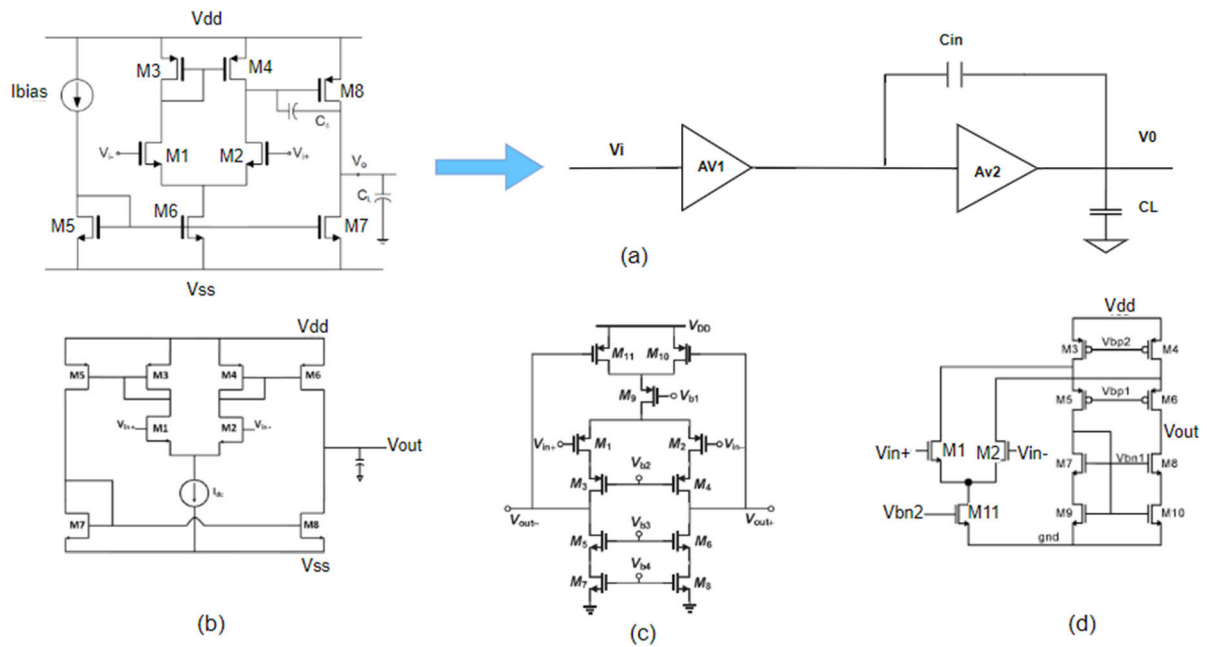 Vdd
M3
M4
Ibias
M8
Cc
Vi-
M1
M2
Vi+
Vo
CL
M5
M6
M7
Vss
Cin
Vi
AV1
Av2
V0
CL
(a)
Vdd
M5
M3
M4
M6
Vin+
M1
M2
Vin-
Vout
Idc
M7
M8
Vss
(b)
VDD
M11
M10
M9
Vb1
Vin+
M1
M2
Vin−
Vb2
M3
M4
Vout−
Vout+
Vb3
M5
M6
Vb4
M7
M8
(c)
Vdd
M3
Vbp2
M4
M5
Vbp1
M6
Vout
Vin+
M1
M2
Vin-
M7
Vbn1
M8
Vbn2
M11
M9
M10
gnd
(d)